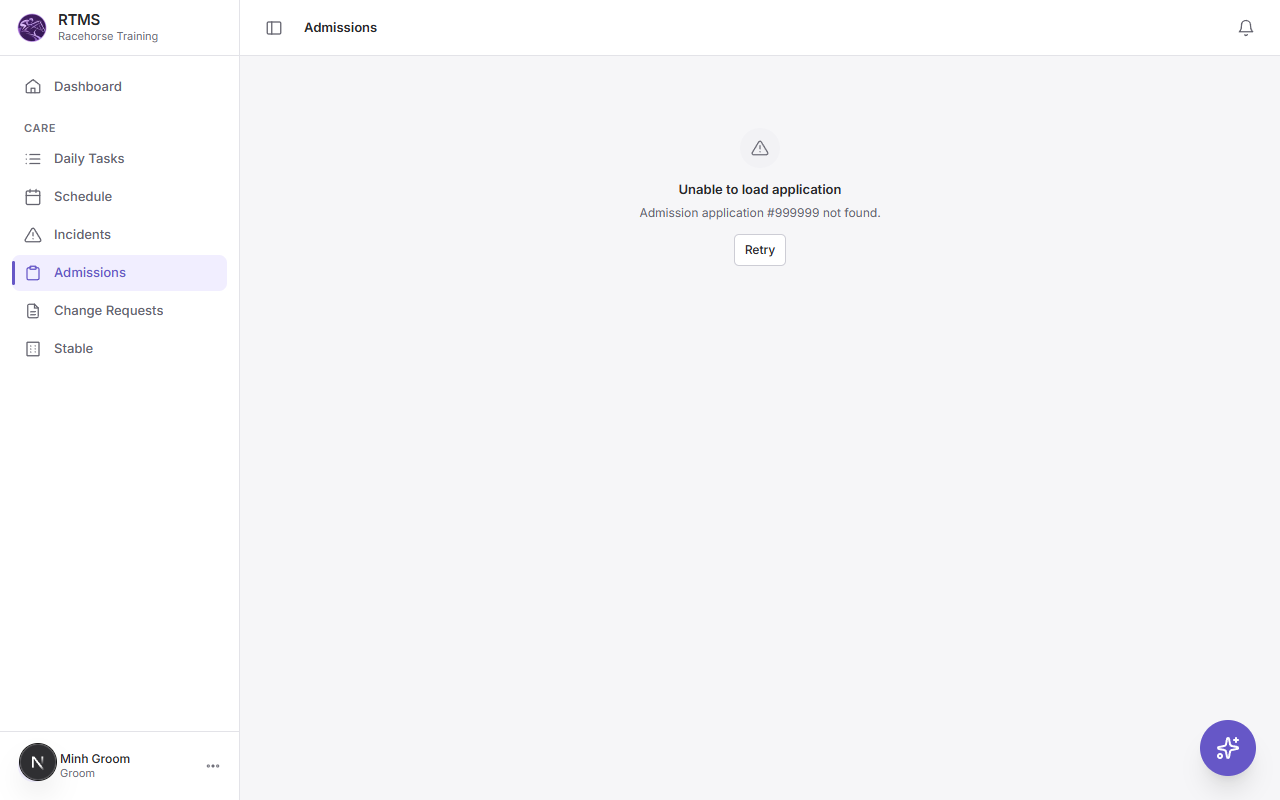 RTMS
Racehorse Training
Admissions
Dashboard
CARE
Daily Tasks
Schedule
Incidents
Admissions
Change Requests
Stable
Unable to load application
Admission application #999999 not found.
Retry
N
Minh Groom
Groom